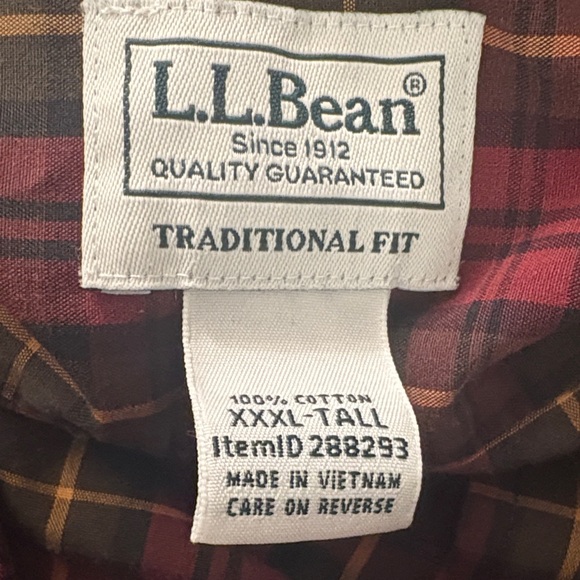 L.L.Bean®
Since 1912
QUALITY GUARANTEED
TRADITIONAL FIT
100% COTTON
XXXL-TALL
ItemID 288293
MADE IN VIETNAM
CARE ON REVERSE